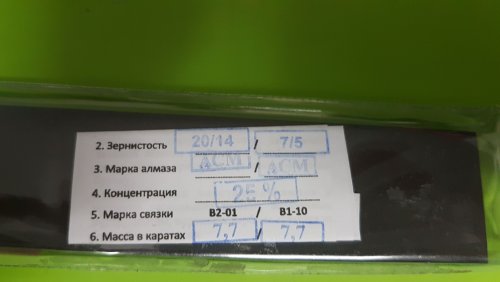 2. Зернистость 20/14 / 7/5
3. Марка алмаза АСМ / АСМ
4. Концентрация 25 %
5. Марка связки В2-01 / В1-10
6. Масса в каратах 7,7 / 7,7